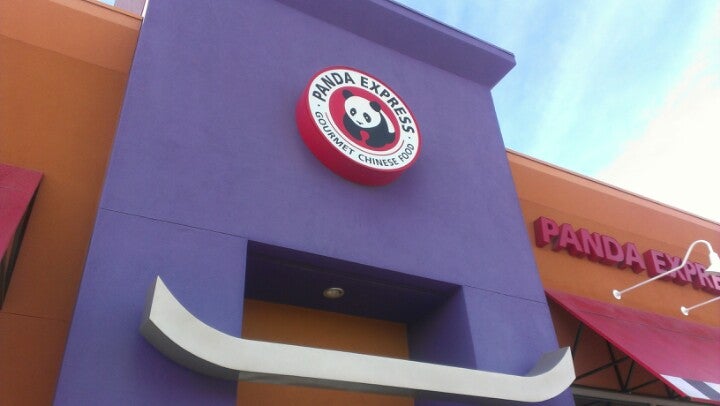 PANDA EXPRESS
GOURMET CHINESE FOOD
PANDA EXPRE